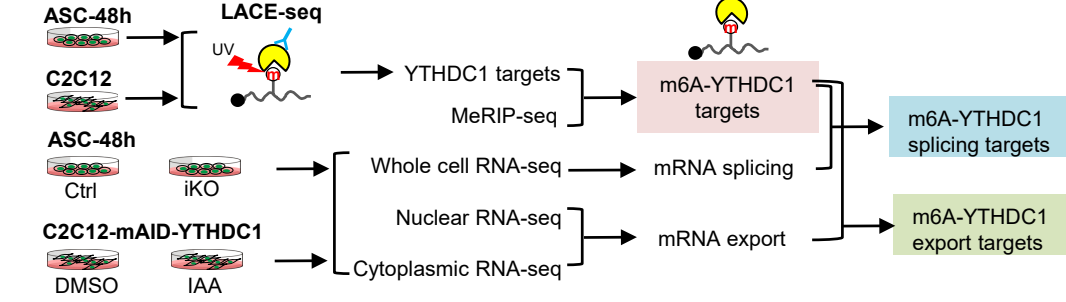 ASC-48h
LACE-seq
UV
m
C2C12
m
YTHDC1 targets
MeRIP-seq
m6A-YTHDC1
targets
m6A-YTHDC1
splicing targets
ASC-48h
Ctrl
iKO
Whole cell RNA-seq
mRNA splicing
Nuclear RNA-seq
Cytoplasmic RNA-seq
mRNA export
m6A-YTHDC1
export targets
C2C12-mAID-YTHDC1
DMSO
IAA